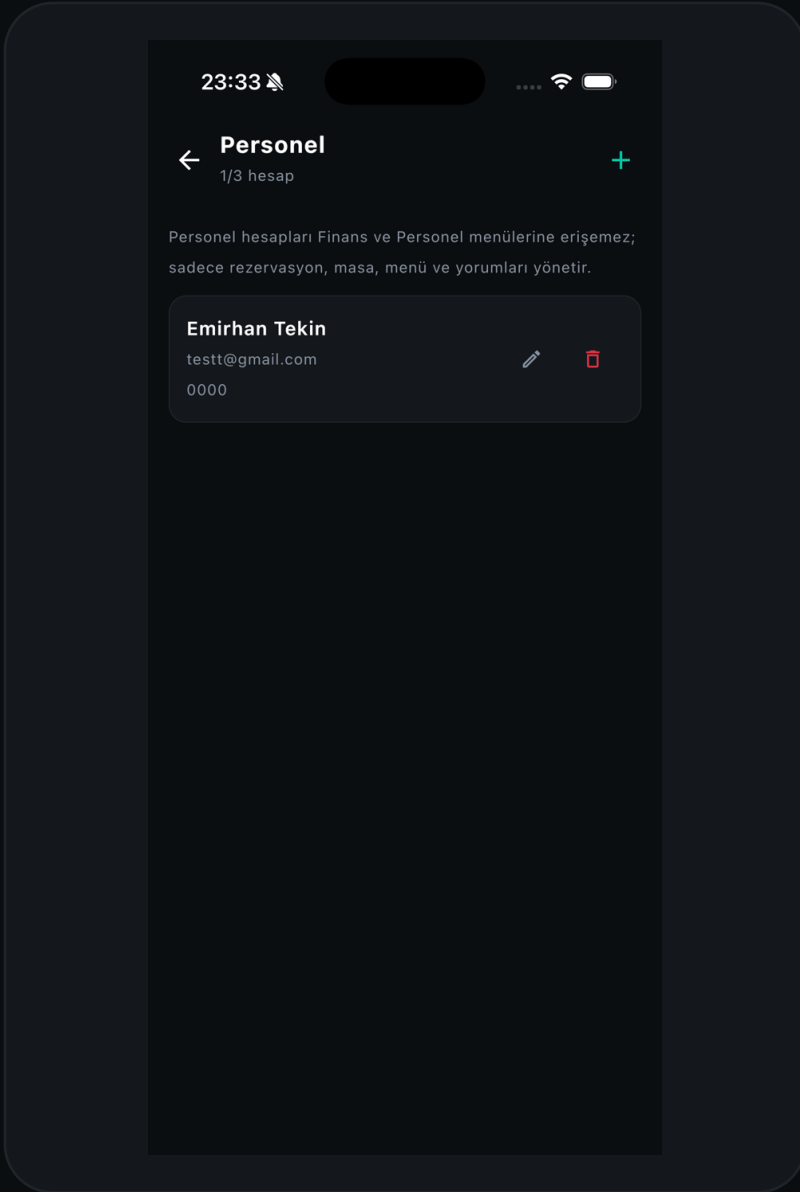 23:33
Personel
1/3 hesap
Personel hesapları Finans ve Personel menülerine erişemez;
sadece rezervasyon, masa, menü ve yorumları yönetir.
Emirhan Tekin
testt@gmail.com
0000